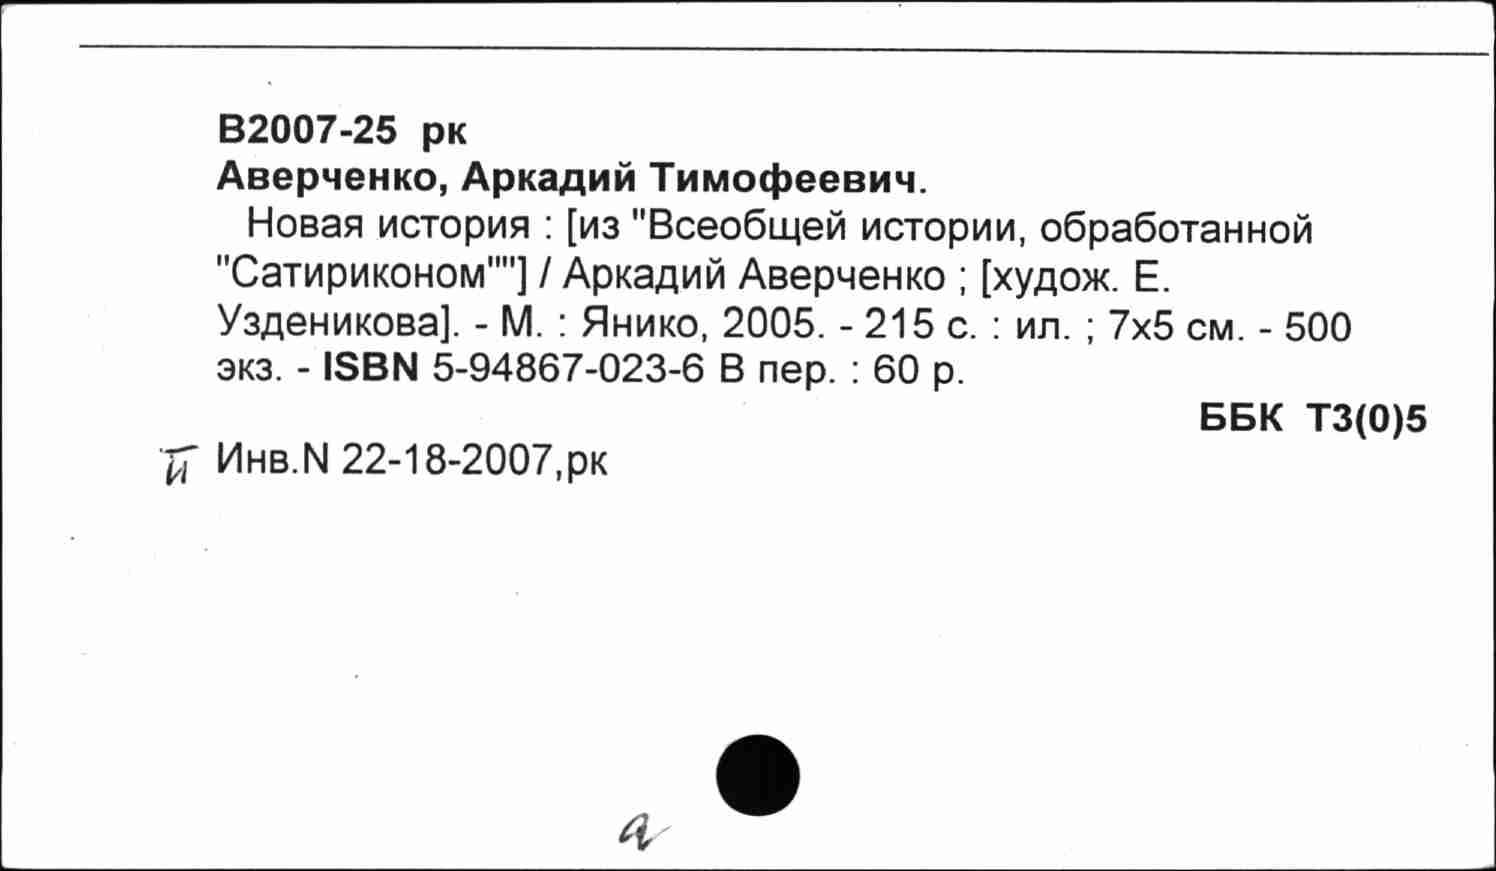 В2007-25 рк
Аверченко, Аркадий Тимофеевич.
Новая история : [из "Всеобщей истории, обработанной
"Сатириконом""] / Аркадий Аверченко ; [худож. Е.
Узденикова]. - М. : Янико, 2005. - 215 с. : ил. ; 7x5 см. - 500
экз. - ISBN 5-94867-023-6 В пер. : 60 р.
ББК Т3(0)5
Инв.N 22-18-2007,рк
а